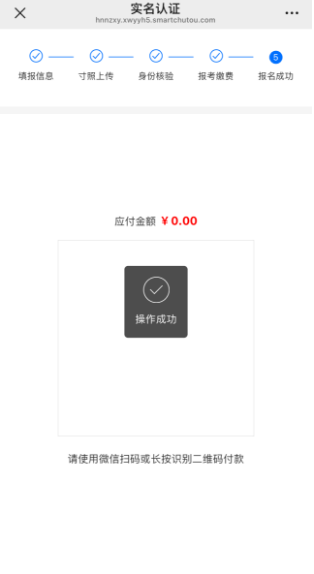 实名认证
hnnzxy.xwyyh5.smartchutou.com
5
填报信息 寸照上传 身份核验 报考缴费 报名成功
应付金额 ￥0.00
操作成功
请使用微信扫码或长按识别二维码付款